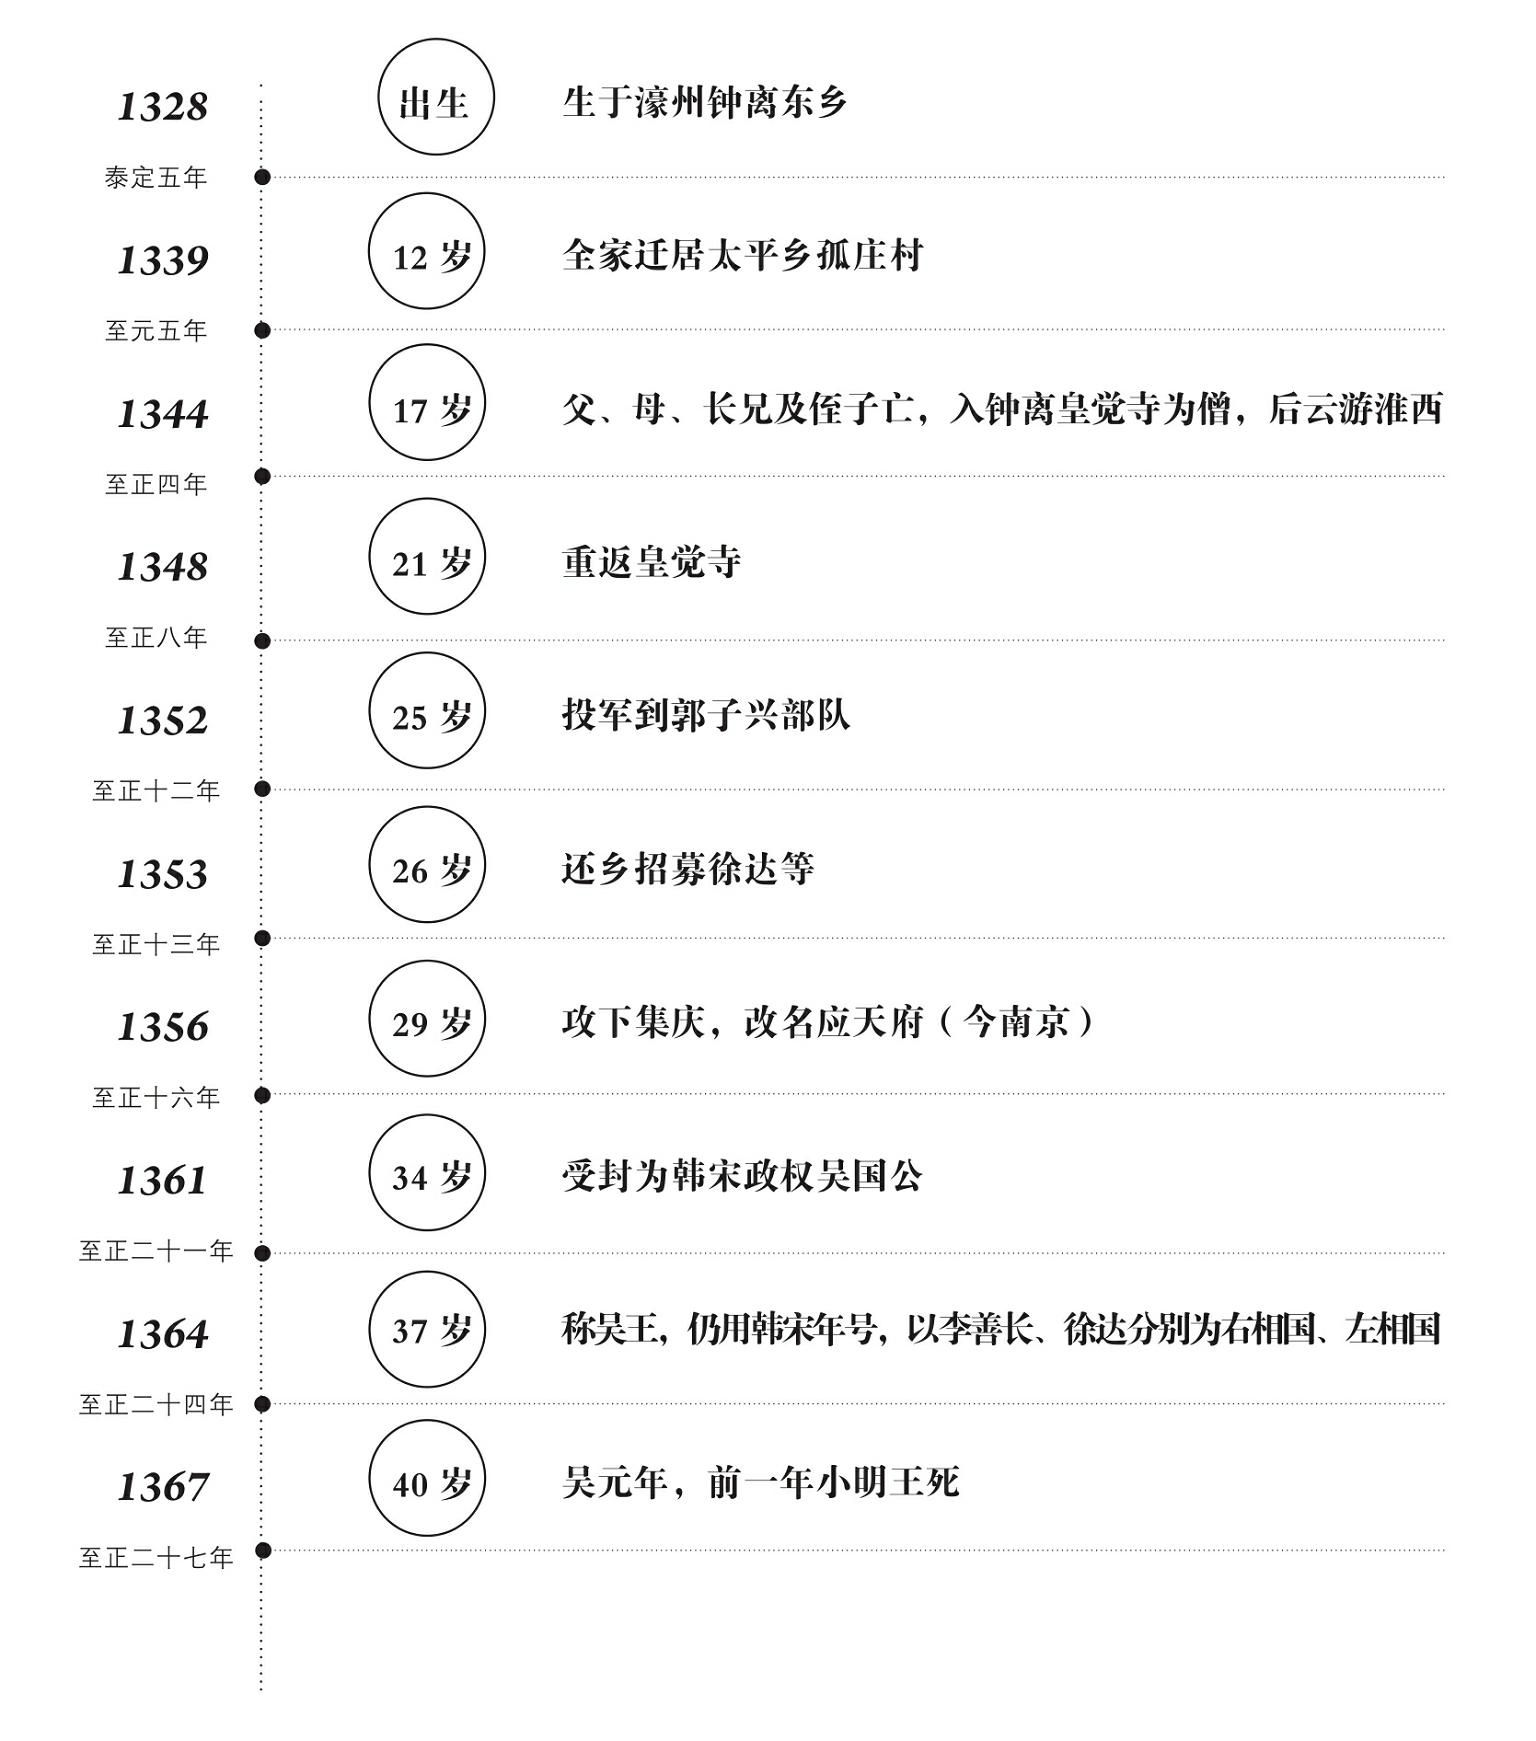 1328
出生
生于濠州钟离东乡
泰定五年
1339
12 岁
全家迁居太平乡孤庄村
至元五年
1344
17 岁
父、母、长兄及侄子亡，入钟离皇觉寺为僧，后云游淮西
至正四年
1348
21 岁
重返皇觉寺
至正八年
1352
25 岁
投军到郭子兴部队
至正十二年
1353
26 岁
还乡招募徐达等
至正十三年
1356
29 岁
攻下集庆，改名应天府（今南京）
至正十六年
1361
34 岁
受封为韩宋政权吴国公
至正二十一年
1364
37 岁
称吴王，仍用韩宋年号，以李善长、徐达分别为右相国、左相国
至正二十四年
1367
40 岁
吴元年，前一年小明王死
至正二十七年